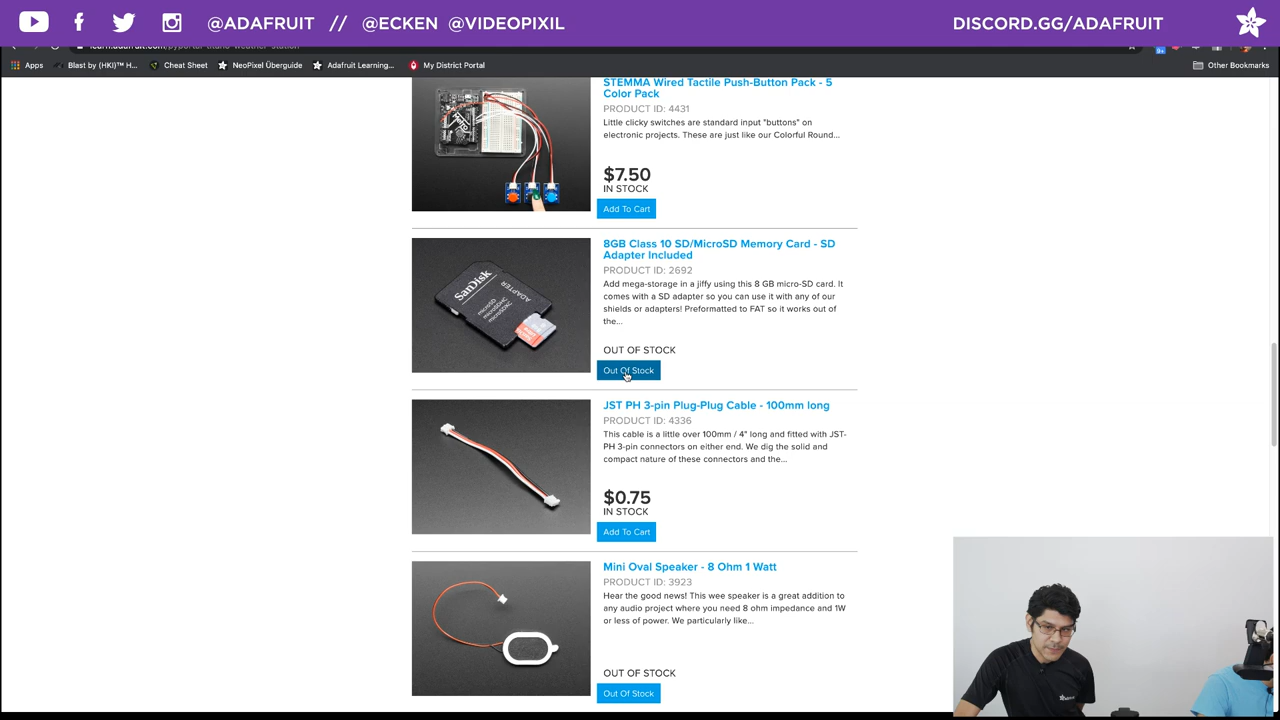 @ADAFRUIT // @ECKEN @VIDEOPIXIL
DISCORD.GG/ADAFRUIT
Apps
Blast by (HKI)™ H...
Cheat Sheet
NeoPixel Überguide
Adafruit Learning...
My District Portal
Other Bookmarks
STEMMA Wired Tactile Push-Button Pack - 5
Color Pack
PRODUCT ID: 4431
Little clicky switches are standard input "buttons" on
electronic projects. These are just like our Colorful Round...
$7.50
IN STOCK
Add To Cart
SanDisk
ADAPTER
microSD
microSDHC
microSDXC
8GB Class 10 SD/MicroSD Memory Card - SD
Adapter Included
PRODUCT ID: 2692
Add mega-storage in a jiffy using this 8 GB micro-SD card. It
comes with a SD adapter so you can use it with any of our
shields or adapters! Preformatted to FAT so it works out of
the...
OUT OF STOCK
Out Of Stock
JST PH 3-pin Plug-Plug Cable - 100mm long
PRODUCT ID: 4336
This cable is a little over 100mm / 4" long and fitted with JST-
PH 3-pin connectors on either end. We dig the solid and
compact nature of these connectors and the...
$0.75
IN STOCK
Add To Cart
Mini Oval Speaker - 8 Ohm 1 Watt
PRODUCT ID: 3923
Hear the good news! This wee speaker is a great addition to
any audio project where you need 8 ohm impedance and 1W
or less of power. We particularly like...
OUT OF STOCK
Out Of Stock